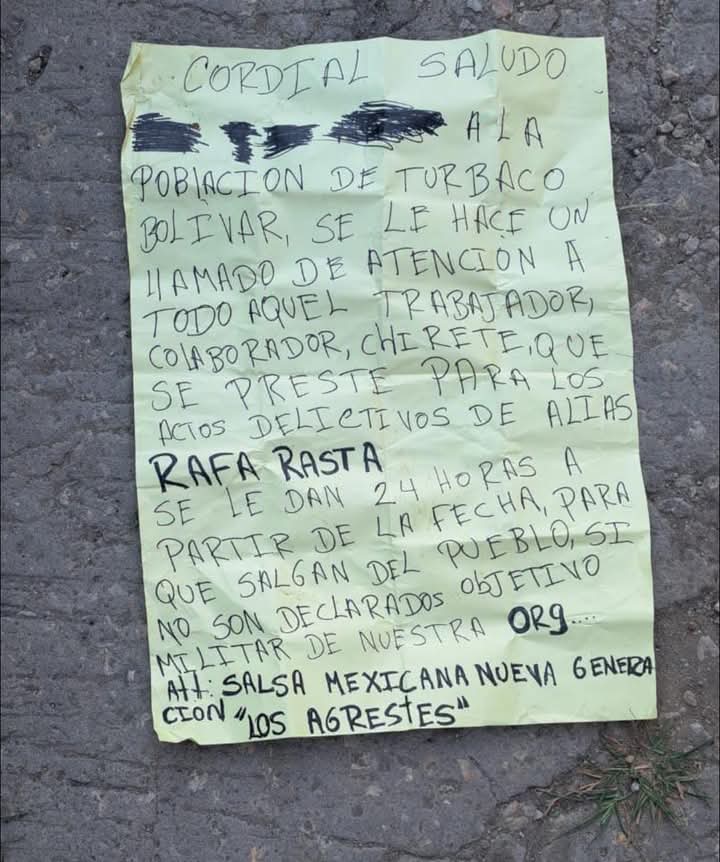 CORDIAL SALUDO
A LA
POBLACION DE TURBACO
BOLIVAR, SE LE HACE UN
LLAMADO DE ATENCION A
TODO AQUEL TRABAJADOR,
COLABORADOR, CHIRETE, QUE
SE PRESTE PARA LOS
ACTOS DELICTIVOS DE ALIAS
RAFA RASTA
SE LE DAN 24 HORAS A
PARTIR DE LA FECHA, PARA
QUE SALGAN DEL PUEBLO, SI
NO SON DECLARADOS ObJETIVO
MILITAR DE NUESTRA ORg....
Att: SALSA MEXICANA NUEVA GENERA
CION "LOS AGRESTES"